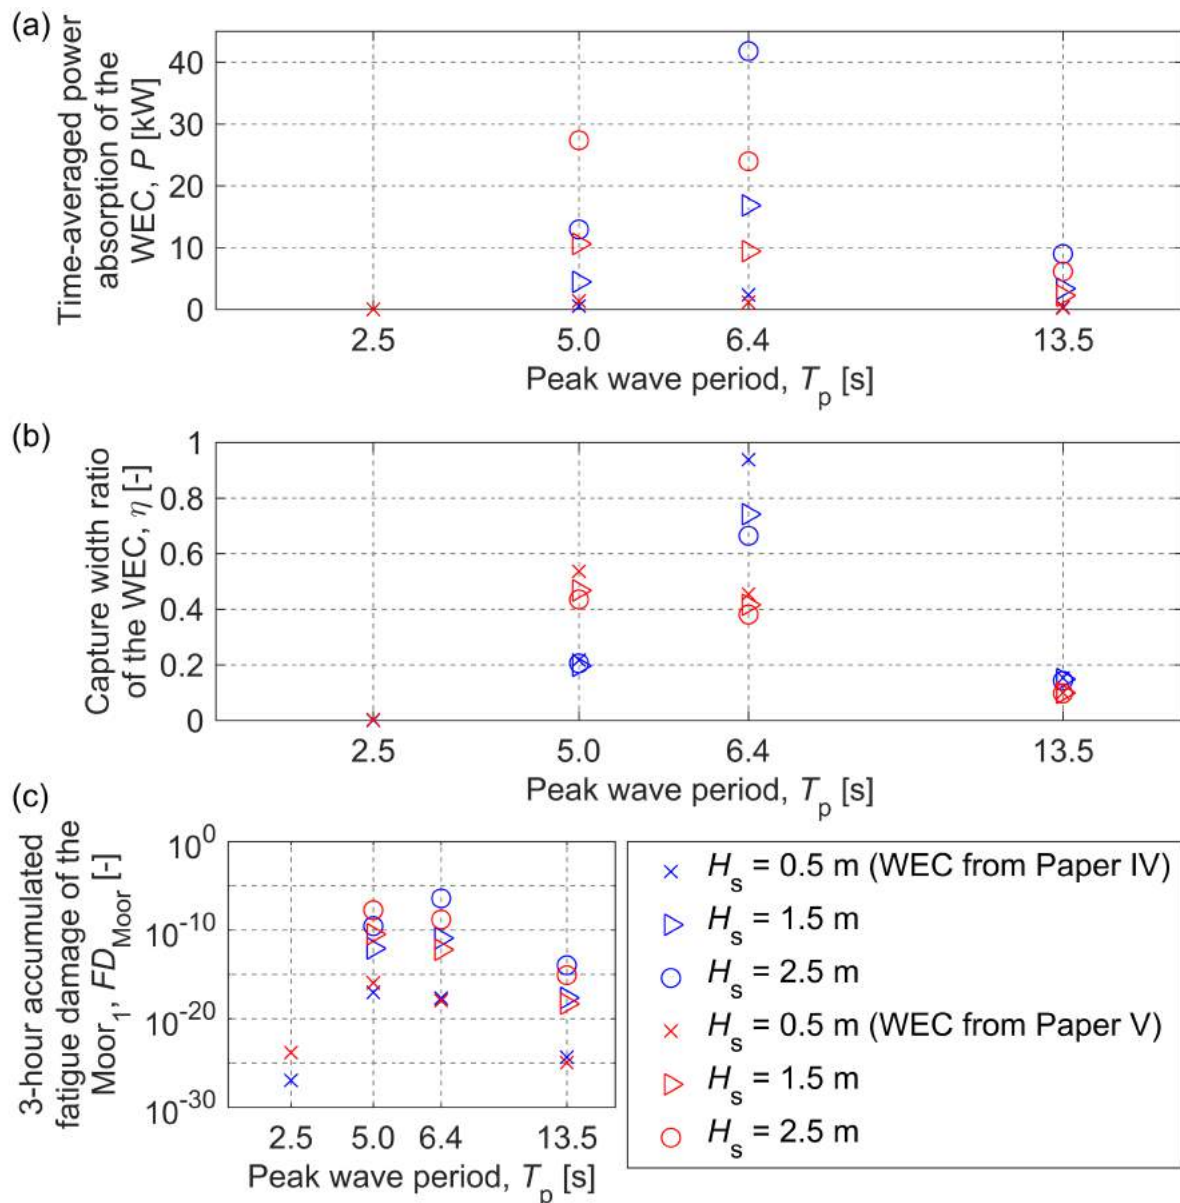 (a)
Time-averaged power
absorption of the
WEC, P [kW]
40
30
20
10
0
2.5 5.0 6.4 13.5
Peak wave period, Tp [s]
(b)
Capture width ratio
of the WEC, η [-]
1
0.8
0.6
0.4
0.2
0
2.5 5.0 6.4 13.5
Peak wave period, Tp [s]
(c)
3-hour accumulated
fatigue damage of the
Moor1, FDMoor [-]
10^0
10^-10
10^-20
10^-30
2.5 5.0 6.4 13.5
Peak wave period, Tp [s]
Hs = 0.5 m (WEC from Paper IV)
Hs = 1.5 m
Hs = 2.5 m
Hs = 0.5 m (WEC from Paper V)
Hs = 1.5 m
Hs = 2.5 m